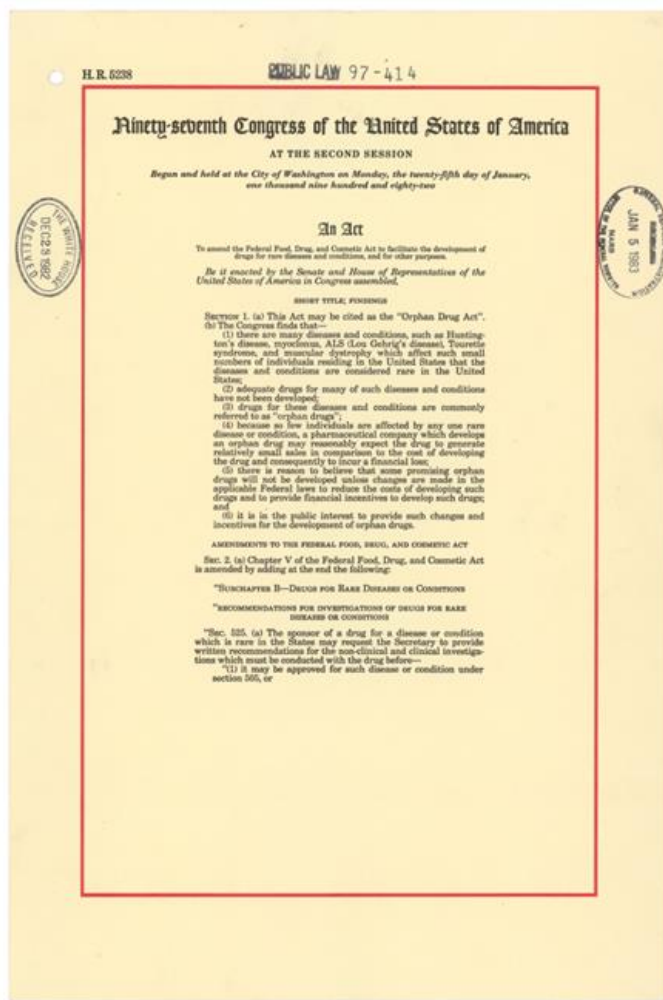 H. R. 5238
PUBLIC LAW 97-414
Ninety-seventh Congress of the United States of America
AT THE SECOND SESSION
Begun and held at the City of Washington on Monday, the twenty-fifth day of January,
one thousand nine hundred and eighty-two
THE WHITE HOUSE
DEC 28 1982
RECEIVED
JAN 5 1983
An Act
To amend the Federal Food, Drug, and Cosmetic Act to facilitate the development of
drugs for rare diseases and conditions, and for other purposes.
Be it enacted by the Senate and House of Representatives of the
United States of America in Congress assembled,
SHORT TITLE; FINDINGS
SECTION 1. (a) This Act may be cited as the "Orphan Drug Act".
(b) The Congress finds that—
(1) there are many diseases and conditions, such as Hunting-
ton's disease, myoclonus, ALS (Lou Gehrig's disease), Tourette
syndrome, and muscular dystrophy which affect such small
numbers of individuals residing in the United States that the
diseases and conditions are considered rare in the United
States;
(2) adequate drugs for many of such diseases and conditions
have not been developed;
(3) drugs for these diseases and conditions are commonly
referred to as "orphan drugs";
(4) because so few individuals are affected by any one rare
disease or condition, a pharmaceutical company which develops
an orphan drug may reasonably expect the drug to generate
relatively small sales in comparison to the cost of developing
the drug and consequently to incur a financial loss;
(5) there is reason to believe that some promising orphan
drugs will not be developed unless changes are made in the
applicable Federal laws to reduce the costs of developing such
drugs and to provide financial incentives to develop such drugs;
and
(6) it is in the public interest to provide such changes and
incentives for the development of orphan drugs.
AMENDMENTS TO THE FEDERAL FOOD, DRUG, AND COSMETIC ACT
SEC. 2. (a) Chapter V of the Federal Food, Drug, and Cosmetic Act
is amended by adding at the end the following:
"SUBCHAPTER B—DRUGS FOR RARE DISEASES OR CONDITIONS
"RECOMMENDATIONS FOR INVESTIGATIONS OF DRUGS FOR RARE
DISEASES OR CONDITIONS
"SEC. 525. (a) The sponsor of a drug for a disease or condition
which is rare in the States may request the Secretary to provide
written recommendations for the non-clinical and clinical investiga-
tions which must be conducted with the drug before—
"(1) it may be approved for such disease or condition under
section 505, or